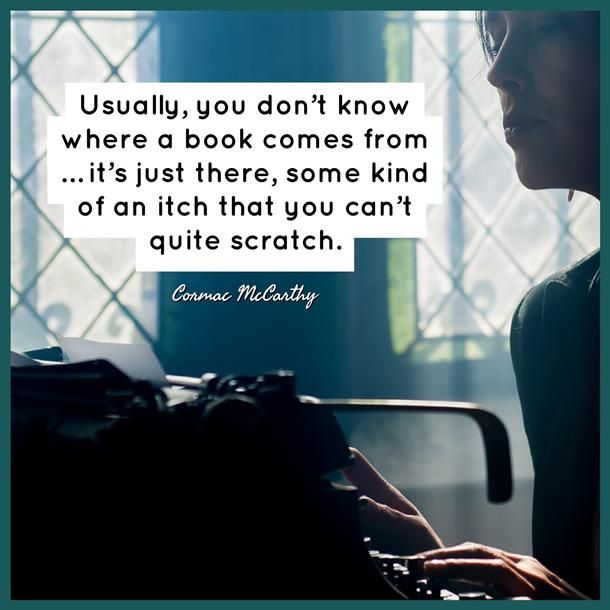 Usually, you don't know
where a book comes from
...it's just there, some kind
of an itch that you can't
quite scratch.
Cormac McCarthy